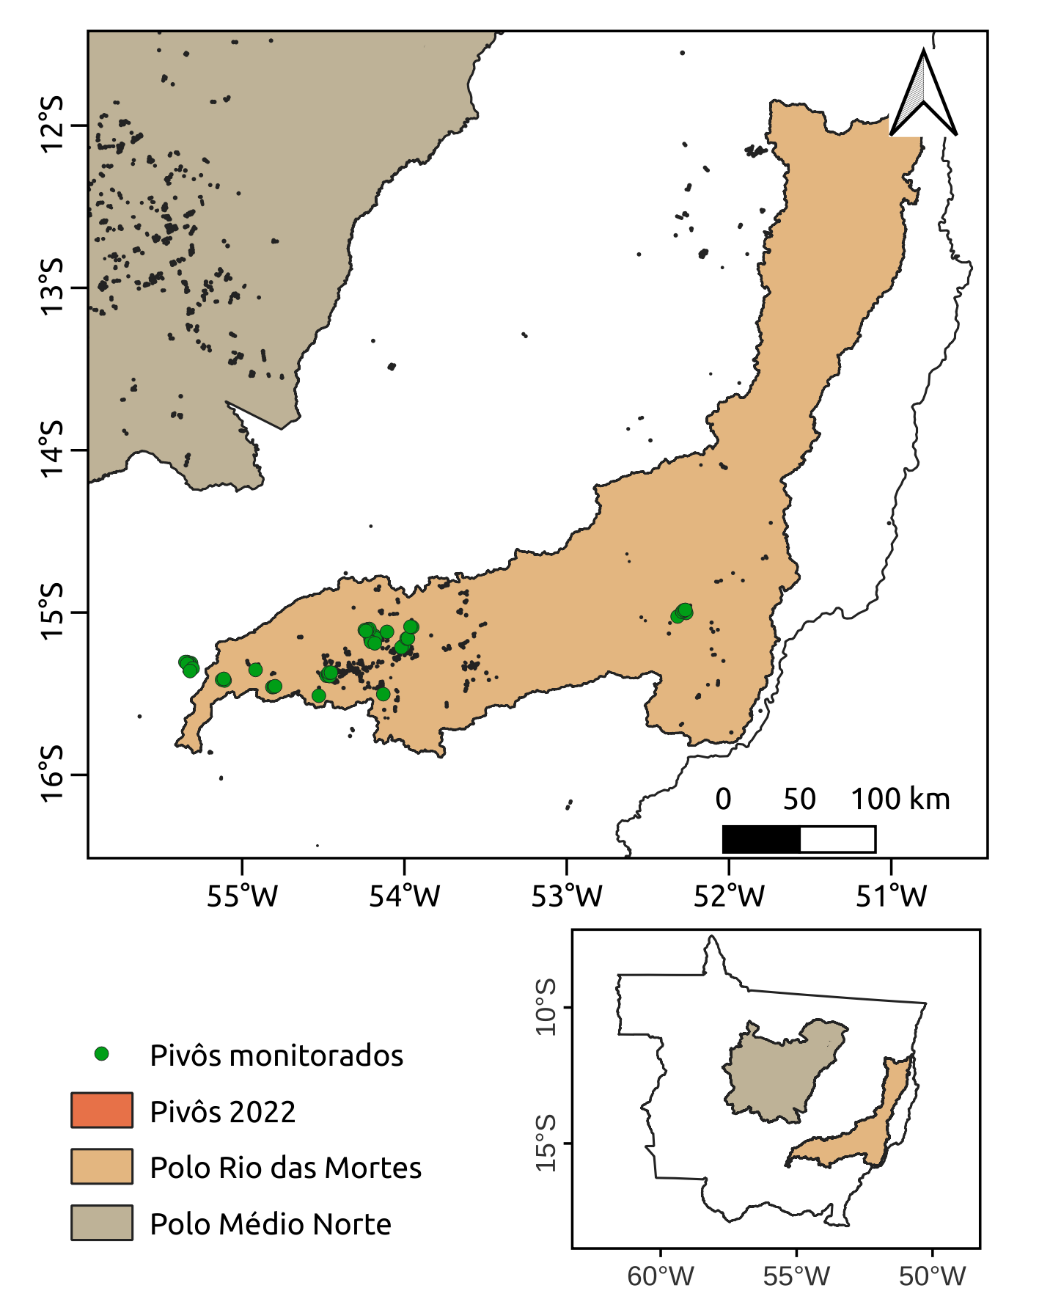 12°S
13°S
14°S
15°S
16°S
0 50 100 km
55°W 54°W 53°W 52°W 51°W
Pivôs monitorados
Pivôs 2022
Polo Rio das Mortes
Polo Médio Norte
10°S
15°S
60°W 55°W 50°W